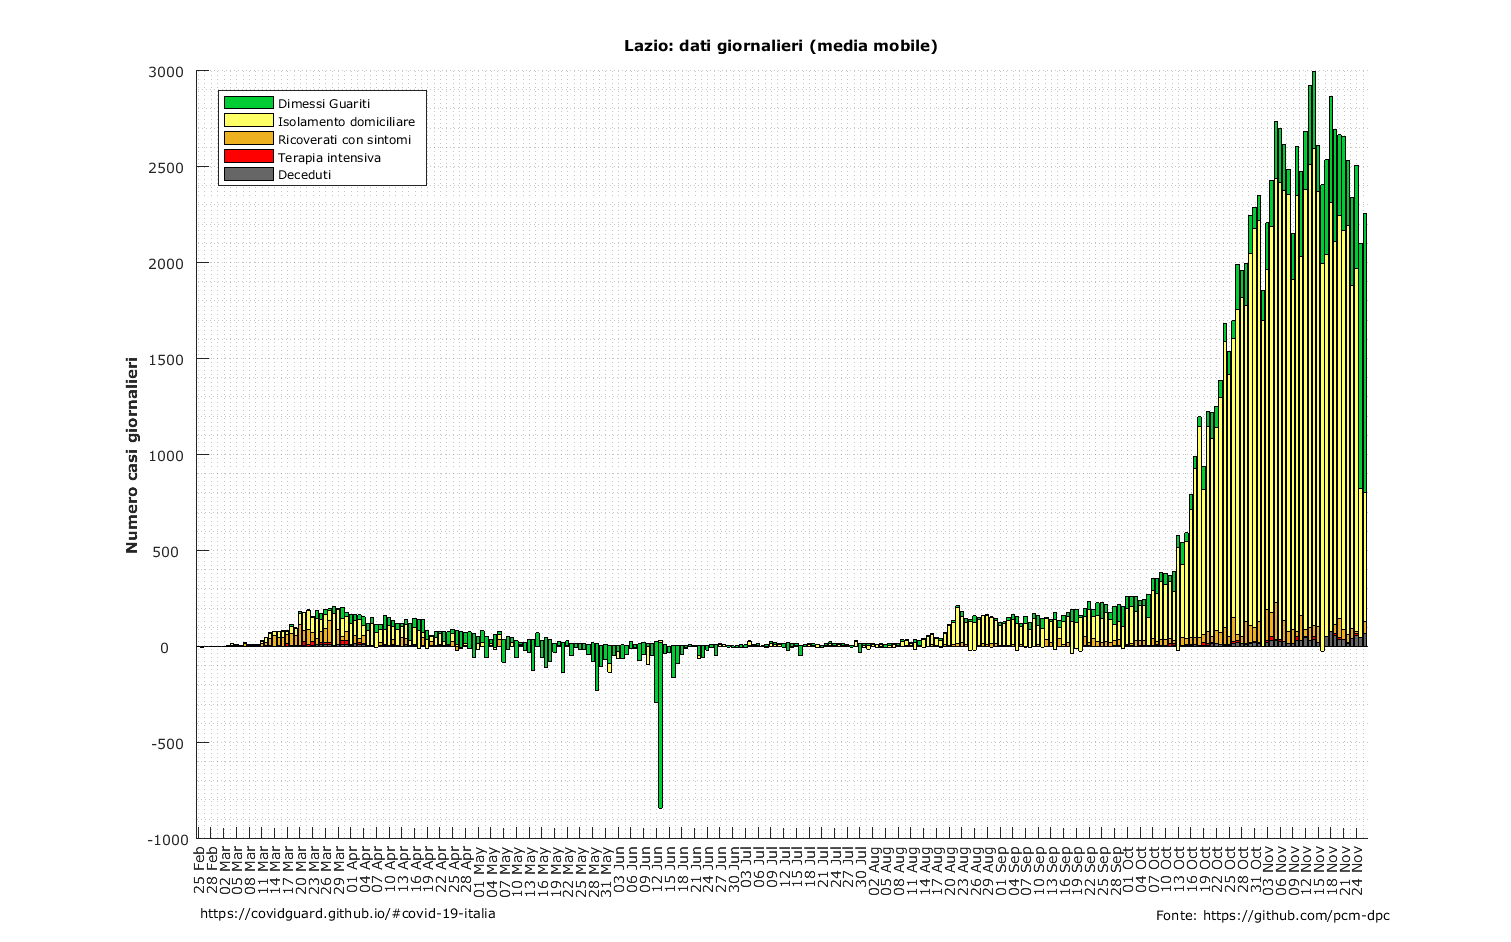 Lazio: dati giornalieri (media mobile)
3000
2500
2000
1500
1000
500
0
-500
-1000
Numero casi giornalieri
Dimessi Guariti
Isolamento domiciliare
Ricoverati con sintomi
Terapia intensiva
Deceduti
25 Feb
28 Feb
02 Mar
05 Mar
08 Mar
11 Mar
14 Mar
17 Mar
20 Mar
23 Mar
26 Mar
29 Mar
01 Apr
04 Apr
07 Apr
10 Apr
13 Apr
16 Apr
19 Apr
22 Apr
25 Apr
28 Apr
01 May
04 May
07 May
10 May
13 May
16 May
19 May
22 May
25 May
28 May
31 May
03 Jun
06 Jun
09 Jun
12 Jun
15 Jun
18 Jun
21 Jun
24 Jun
27 Jun
30 Jun
03 Jul
06 Jul
09 Jul
12 Jul
15 Jul
18 Jul
21 Jul
24 Jul
27 Jul
30 Jul
02 Aug
05 Aug
08 Aug
11 Aug
14 Aug
17 Aug
20 Aug
23 Aug
26 Aug
29 Aug
01 Sep
04 Sep
07 Sep
10 Sep
13 Sep
16 Sep
19 Sep
22 Sep
25 Sep
28 Sep
01 Oct
04 Oct
07 Oct
10 Oct
13 Oct
16 Oct
19 Oct
22 Oct
25 Oct
28 Oct
31 Oct
03 Nov
06 Nov
09 Nov
12 Nov
15 Nov
18 Nov
21 Nov
24 Nov
https://covidguard.github.io/#covid-19-italia
Fonte: https://github.com/pcm-dpc